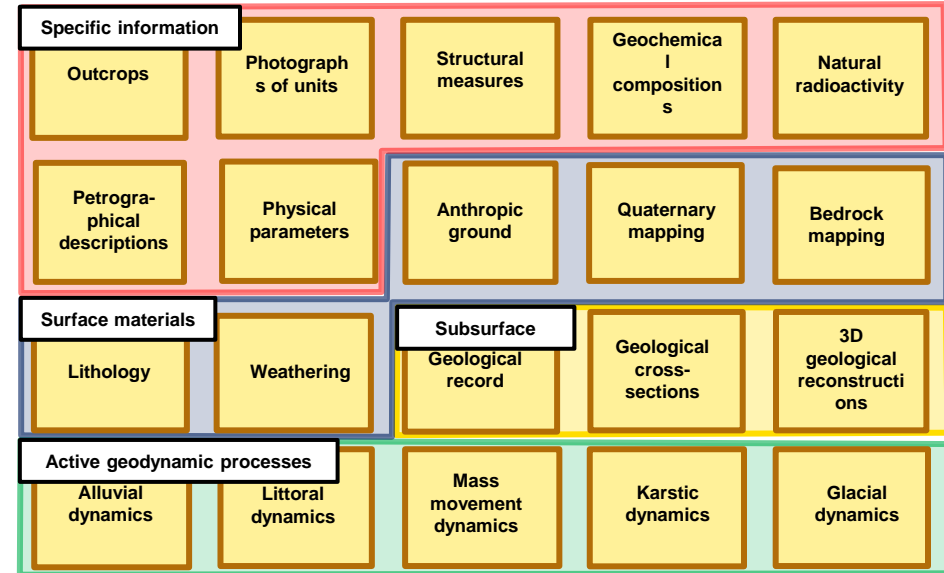 Specific information
Outcrops
Photograph
s of units
Structural
measures
Geochemica
l
composition
s
Natural
radioactivity
Petrogra-
phical
descriptions
Physical
parameters
Anthropic
ground
Quaternary
mapping
Bedrock
mapping
Surface materials
Lithology
Weathering
Subsurface
Geological
record
Geological
cross-
sections
3D
geological
reconstructi
ons
Active geodynamic processes
Alluvial
dynamics
Littoral
dynamics
Mass
movement
dynamics
Karstic
dynamics
Glacial
dynamics